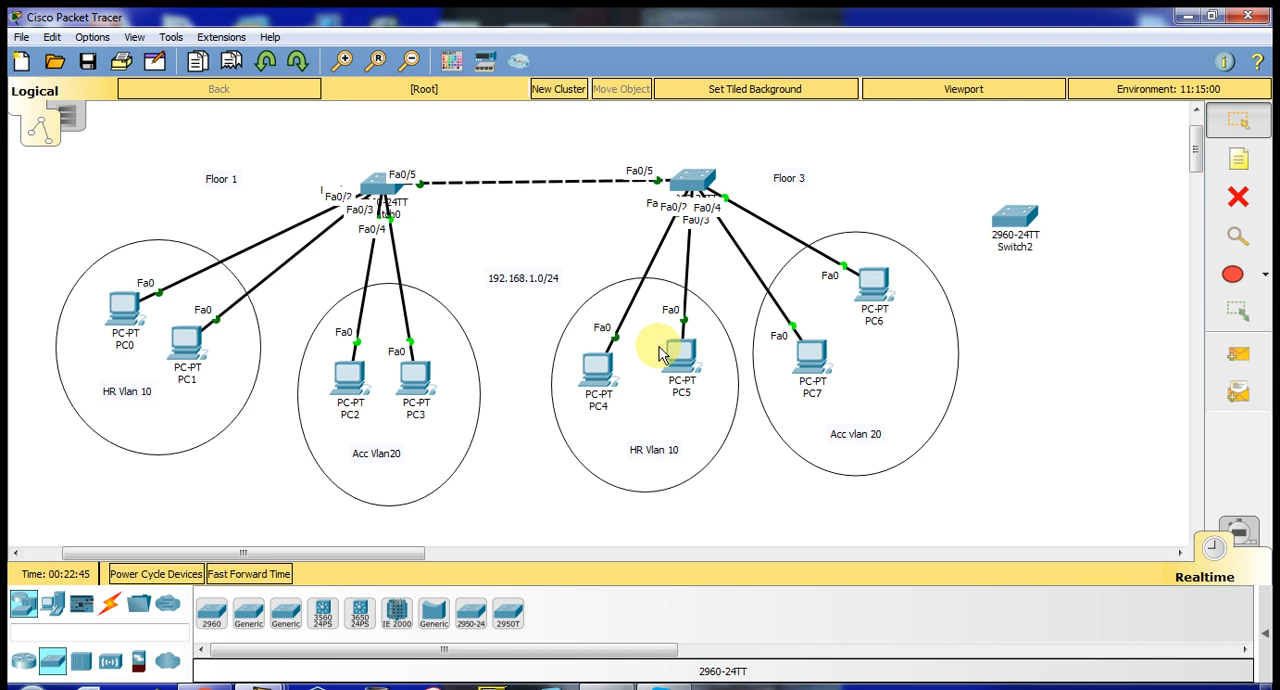 Cisco Packet Tracer
File Edit Options View Tools Extensions Help
Logical Back [Root] New Cluster Move Object Set Tiled Background Viewport Environment: 11:15:00
Floor 1
Fa0/5
Fa0/5
Floor 3
Fa0/2
Fa0/3
Fa0/4
-24TT
Fa0/2
Fa0/4
Fa0/3
2960-24TT
Switch2
192.168.1.0/24
Fa0
PC-PT
PC0
Fa0
PC-PT
PC1
HR Vlan 10
Fa0
PC-PT
PC2
Fa0
PC-PT
PC3
Acc Vlan20
Fa0
PC-PT
PC4
Fa0
PC-PT
PC5
HR Vlan 10
Fa0
PC-PT
PC6
Fa0
PC-PT
PC7
Acc vlan 20
Time: 00:22:45 Power Cycle Devices Fast Forward Time
Realtime
2960 Generic Generic 3560 24PS 3650 24PS IE 2000 Generic 2950-24 2950T
2960-24TT